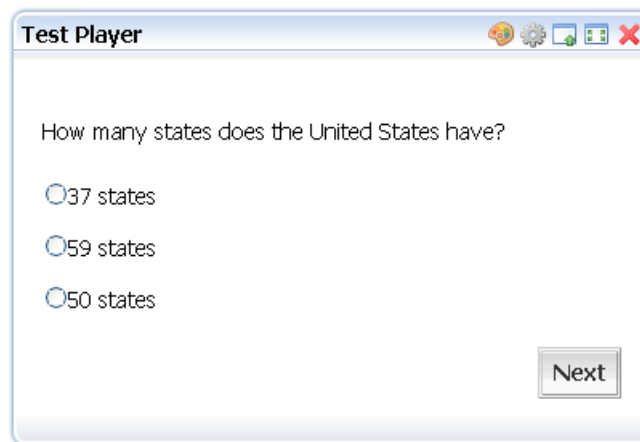 Test Player
How many states does the United States have?
37 states
59 states
50 states
Next